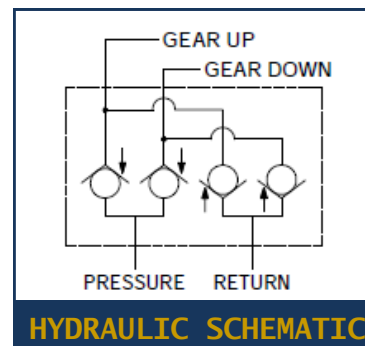 GEAR UP
GEAR DOWN
PRESSURE
RETURN
HYDRAULIC SCHEMATIC